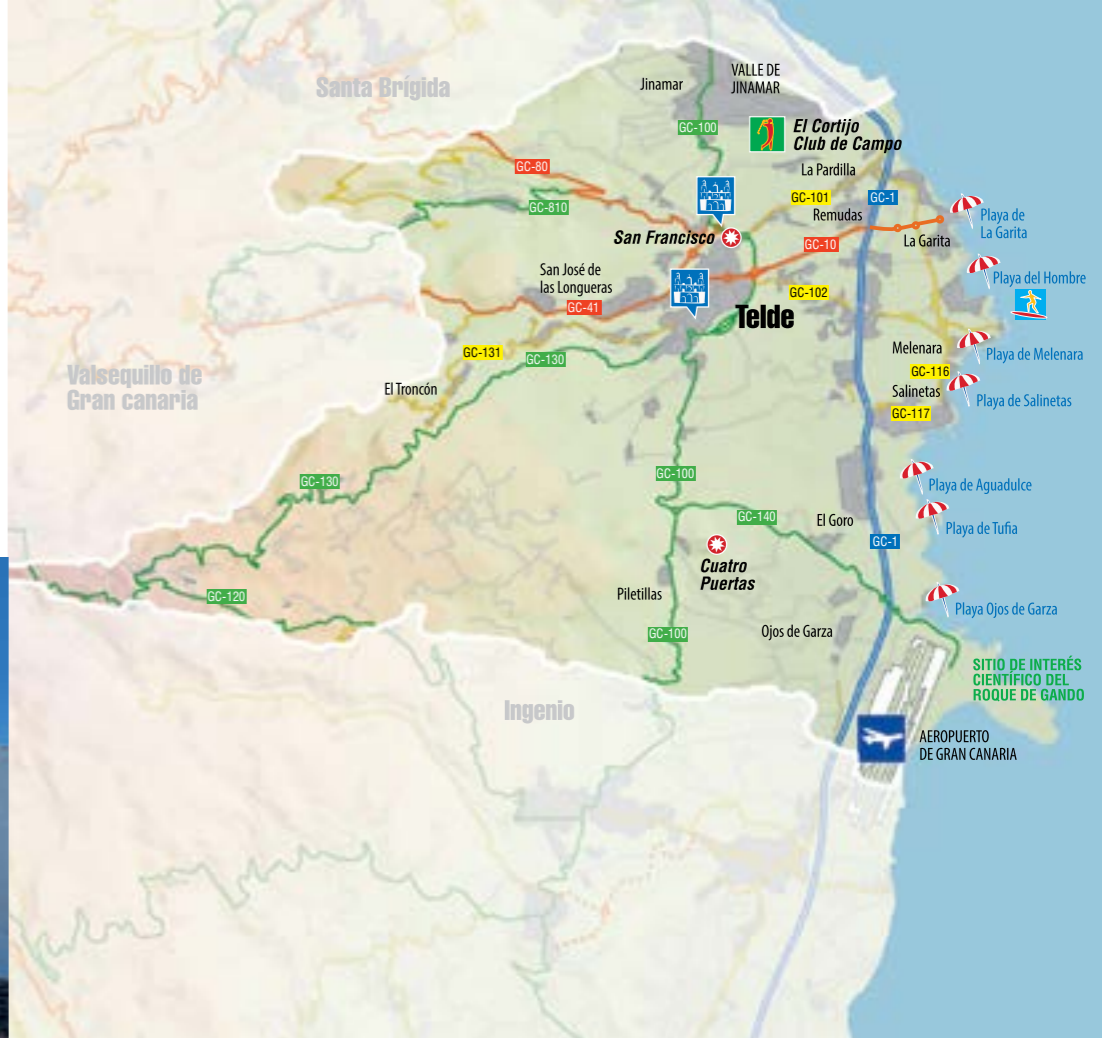 Santa Brígida
Jinamar
VALLE DE
JINAMAR
GC-100
El Cortijo
Club de Campo
GC-80
La Pardilla
GC-101
GC-1
GC-810
Remudas
Playa de
La Garita
San Francisco
GC-10
La Garita
San José de
las Longueras
Playa del Hombre
GC-102
GC-41
Telde
Melenara
Playa de Melenara
GC-131
GC-130
GC-116
Valsequillo de
Gran canaria
El Troncón
Salinetas
Playa de Salinetas
GC-117
GC-130
GC-100
Playa de Aguadulce
GC-140
El Goro
Playa de Tufia
GC-1
Cuatro
Puertas
Piletillas
GC-120
Playa Ojos de Garza
GC-100
Ojos de Garza
SITIO DE INTERÉS
CIENTÍFICO DEL
ROQUE DE GANDO
Ingenio
AEROPUERTO
DE GRAN CANARIA